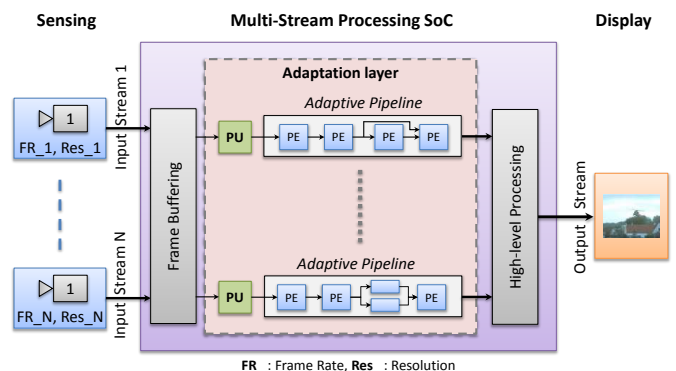 Sensing
Multi-Stream Processing SoC
Display
Adaptation layer
Adaptive Pipeline
1
FR_1, Res_1
Input Stream 1
Frame Buffering
PU
PE
PE
PE
PE
High-level Processing
Output Stream
Adaptive Pipeline
1
FR_N, Res_N
Input Stream N
PU
PE
PE
PE
FR : Frame Rate, Res : Resolution